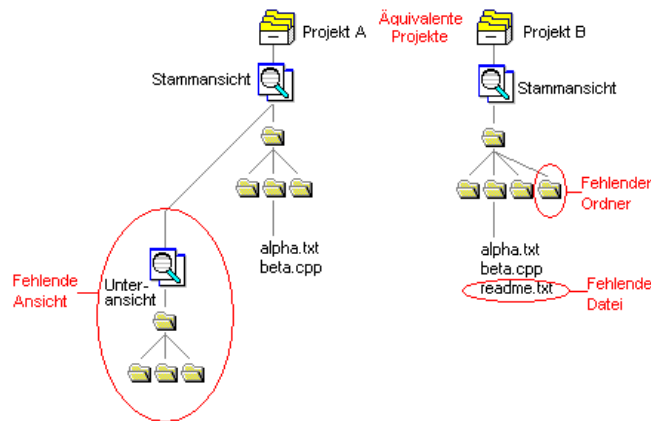 Projekt A
Äquivalente
Projekte
Projekt B
Stammansicht
Stammansicht
Fehlender
Ordner
alpha.txt
beta.cpp
alpha.txt
beta.cpp
readme.txt
Fehlende
Ansicht
Unter-
ansicht
Fehlende
Datei